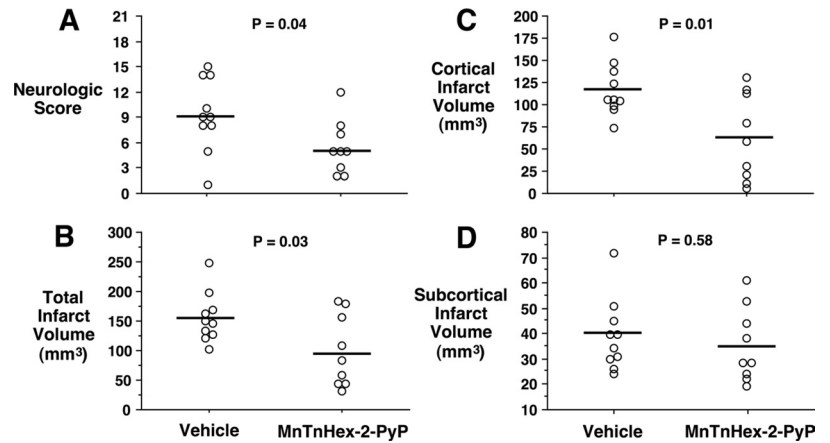 A
P = 0.04
Neurologic
Score
21
18
15
12
9
6
3
0
C
P = 0.01
Cortical
Infarct
Volume
(mm³)
200
175
150
125
100
75
50
25
0
B
P = 0.03
Total
Infarct
Volume
(mm³)
300
250
200
150
100
50
0
Vehicle
MnTnHex-2-PyP
D
P = 0.58
Subcortical
Infarct
Volume
(mm³)
80
70
60
50
40
30
20
10
Vehicle
MnTnHex-2-PyP